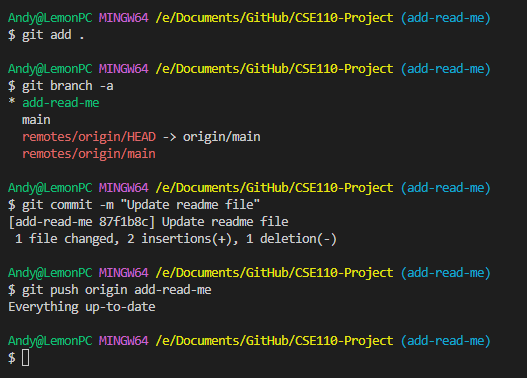 Andy@LemonPC MINGW64 /e/Documents/GitHub/CSE110-Project (add-read-me)
$ git add .
Andy@LemonPC MINGW64 /e/Documents/GitHub/CSE110-Project (add-read-me)
$ git branch -a
* add-read-me
main
remotes/origin/HEAD -> origin/main
remotes/origin/main
Andy@LemonPC MINGW64 /e/Documents/GitHub/CSE110-Project (add-read-me)
$ git commit -m "Update readme file"
[add-read-me 87f1b8c] Update readme file
1 file changed, 2 insertions(+), 1 deletion(-)
Andy@LemonPC MINGW64 /e/Documents/GitHub/CSE110-Project (add-read-me)
$ git push origin add-read-me
Everything up-to-date
Andy@LemonPC MINGW64 /e/Documents/GitHub/CSE110-Project (add-read-me)
$